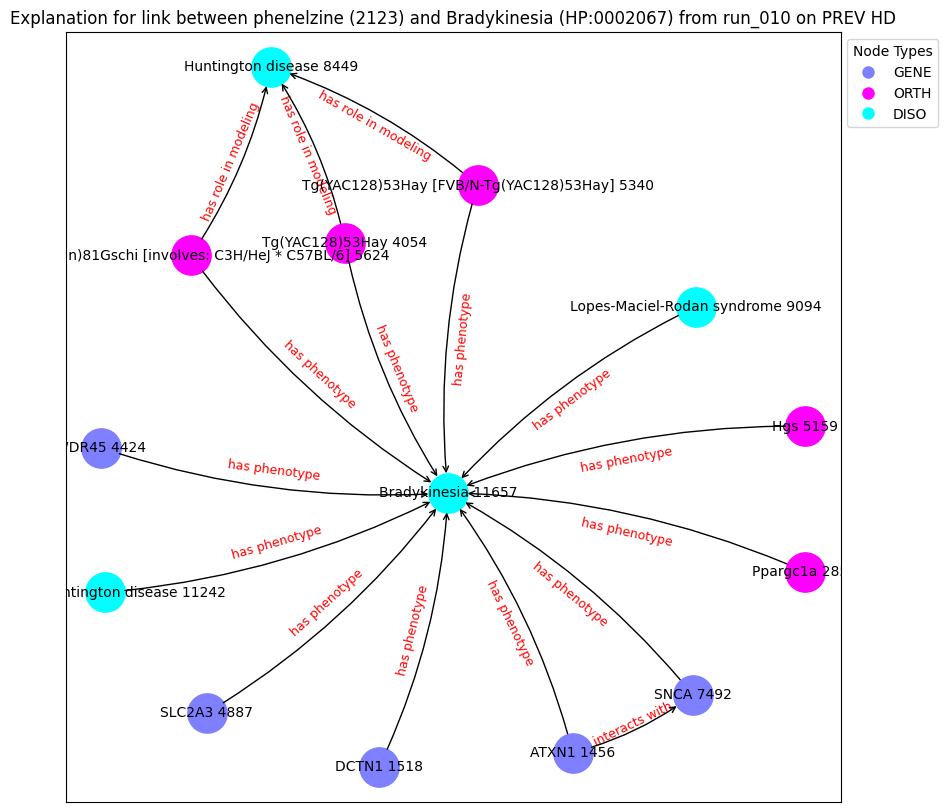 Explanation for link between phenelzine (2123) and Bradykinesia (HP:0002067) from run_010 on PREV HD
Node Types
GENE
ORTH
DISO
Huntington disease 8449
has role in modeling
has role in modeling
has role in modeling
Tg(YAC128)53Hay [FVB/N-Tg(YAC128)53Hay] 5340
Tg(YAC128)53Hay 4054
n)81Gschi [involves: C3H/HeJ * C57BL/6] 5624
Lopes-Maciel-Rodan syndrome 9094
has phenotype
has phenotype
has phenotype
has phenotype
Hgs 5159
DR45 4424
has phenotype
has phenotype
Bradykinesia 11657
has phenotype
has phenotype
Ppargc1a 28
ntington disease 11242
has phenotype
has phenotype
has phenotype
has phenotype
SNCA 7492
SLC2A3 4887
interacts with
ATXN1 1456
DCTN1 1518